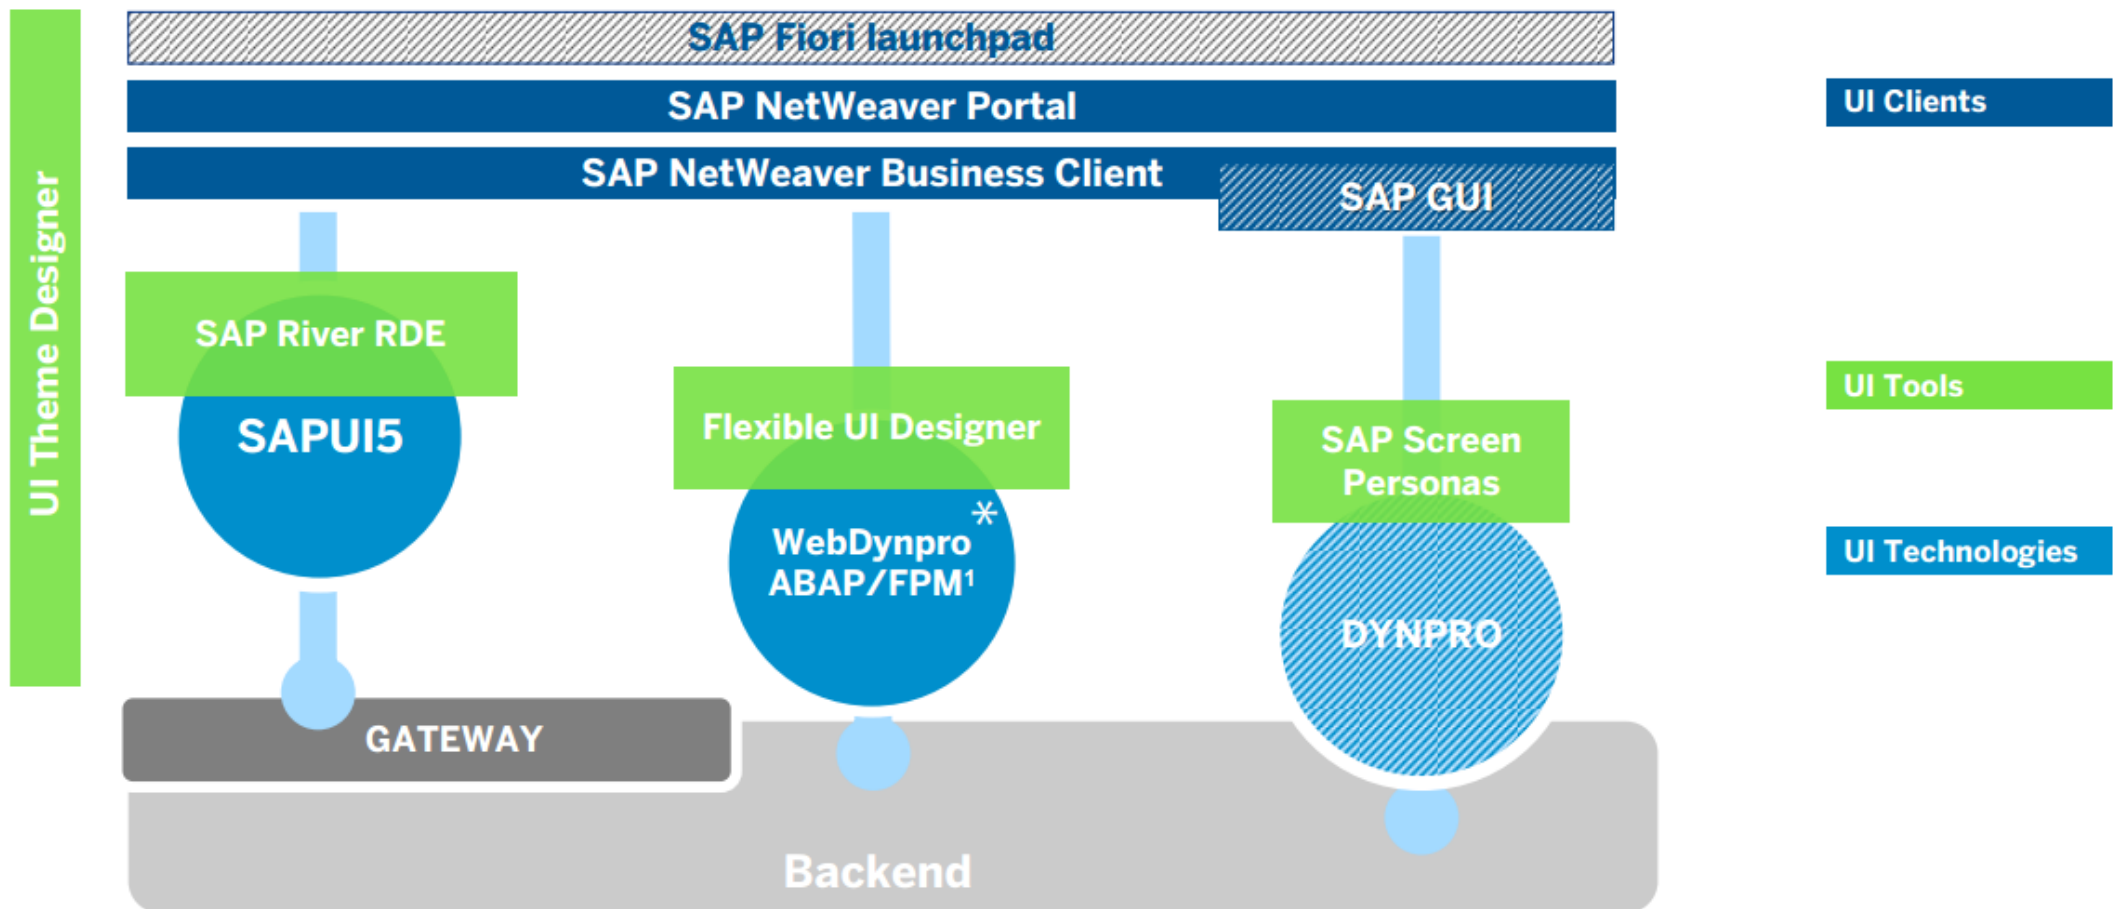 SAP Fiori launchpad
SAP NetWeaver Portal
UI Clients
SAP NetWeaver Business Client
SAP GUI
UI Theme Designer
SAP River RDE
SAPUI5
Flexible UI Designer
WebDynpro *
ABAP/FPM¹
SAP Screen
Personas
DYNPRO
UI Tools
UI Technologies
GATEWAY
Backend